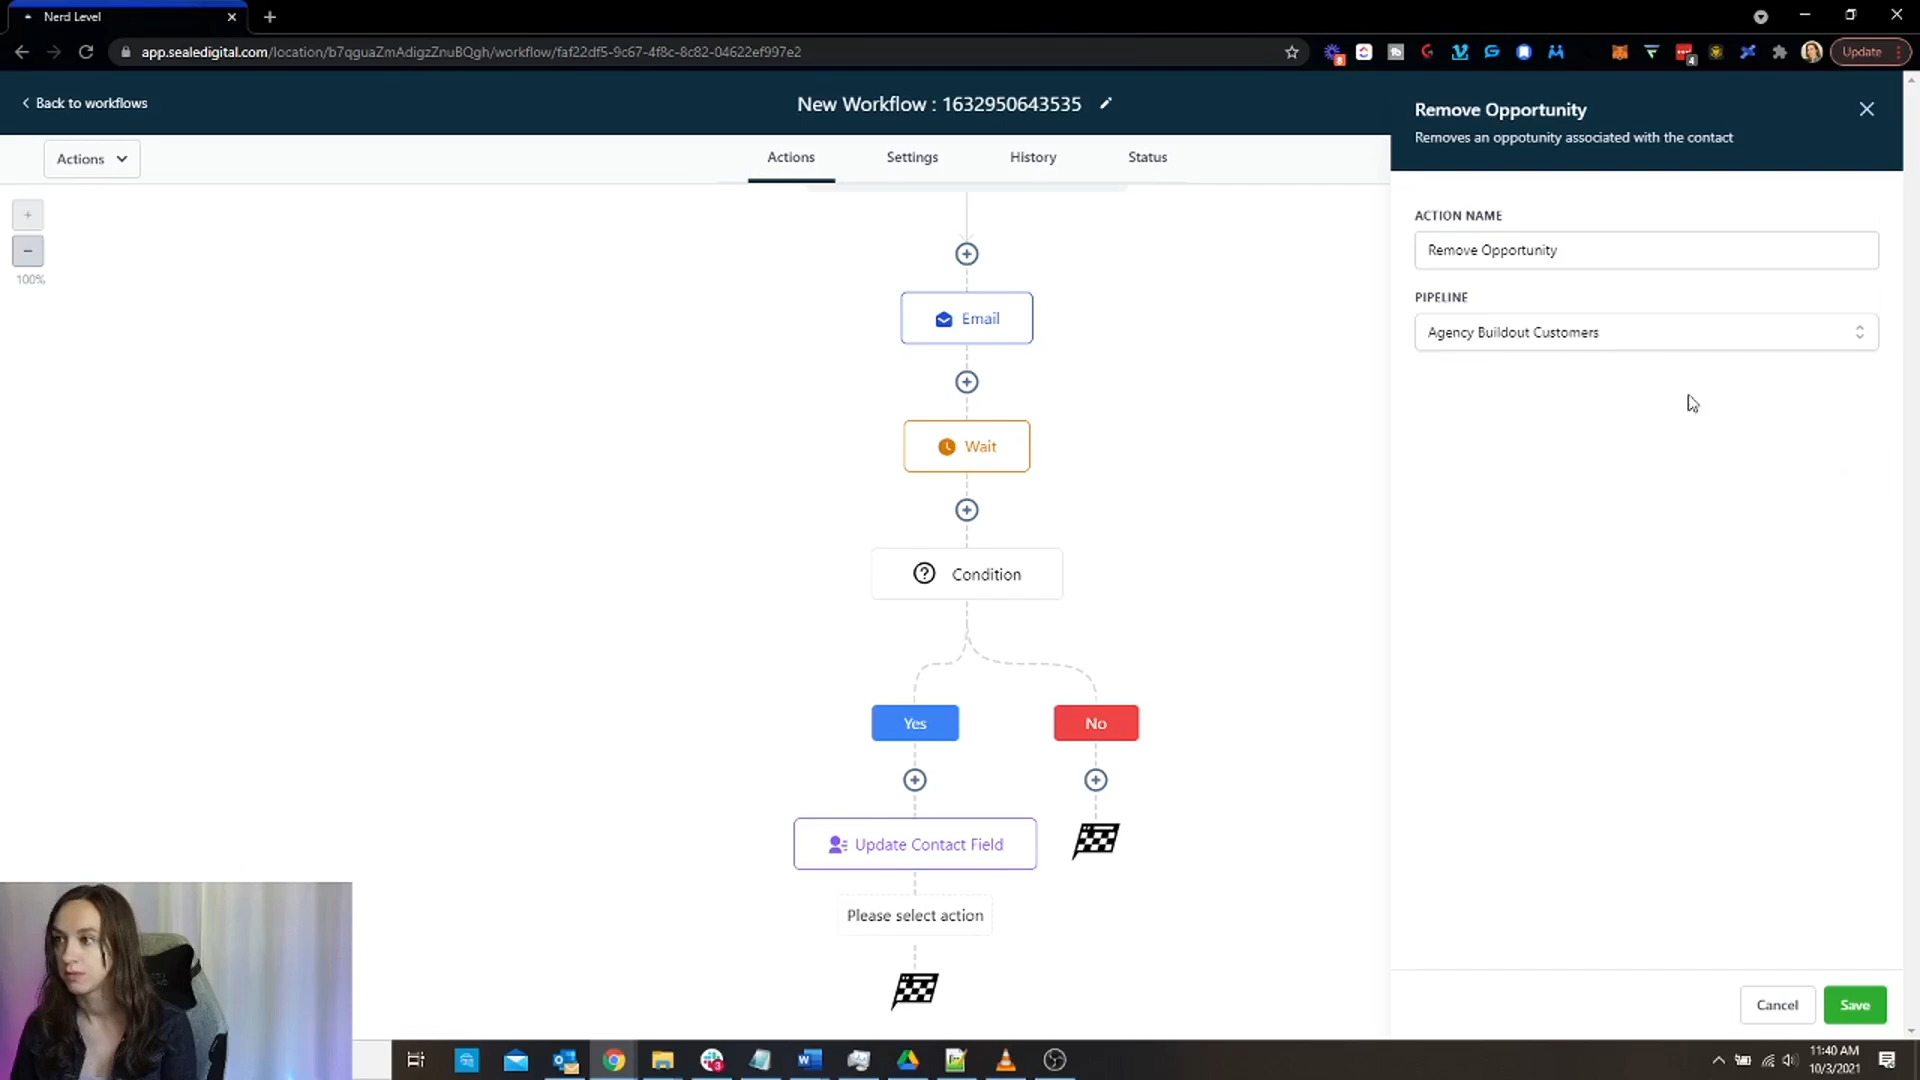 Nerd Level
app.sealedigital.com/location/b7qguaZmAdigzZnuBQgh/workflow/faf22df5-9c67-4f8c-8c82-04622ef997e2
Update
Back to workflows
New Workflow : 1632950643535
Remove Opportunity
Removes an oppotunity associated with the contact
Actions
Actions
Settings
History
Status
100%
ACTION NAME
Remove Opportunity
PIPELINE
Agency Buildout Customers
Email
Wait
Condition
Yes
No
Update Contact Field
Please select action
Cancel
Save
11:40 AM
10/3/2021